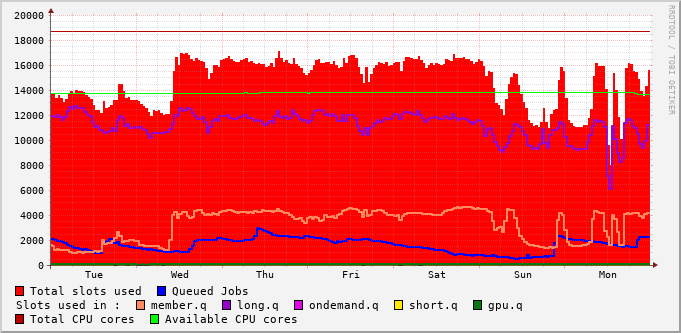 20000
18000
16000
14000
12000
10000
8000
6000
4000
2000
0
Tue Wed Thu Fri Sat Sun Mon
RRDTOOL / TOBI OETIKER
Total slots used Queued Jobs
Slots used in : member.q long.q ondemand.q short.q gpu.q
Total CPU cores Available CPU cores